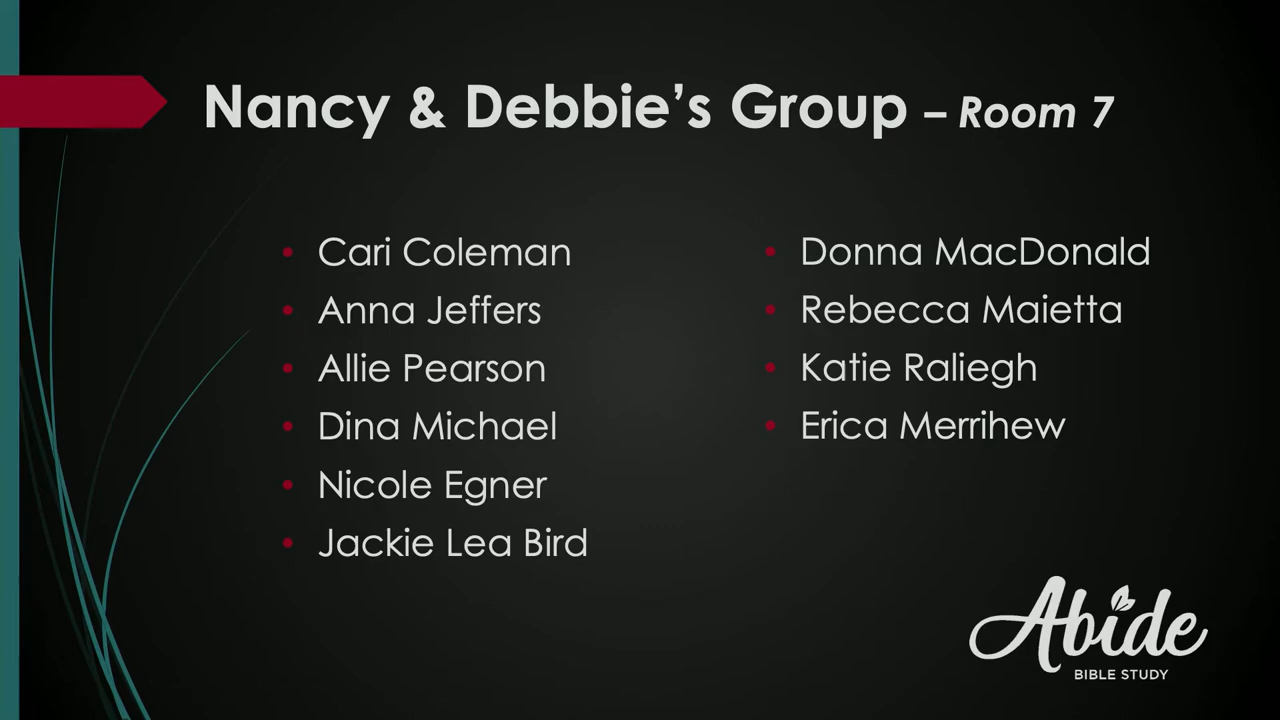 Nancy & Debbie’s Group – Room 7
• Cari Coleman
• Anna Jeffers
• Allie Pearson
• Dina Michael
• Nicole Egner
• Jackie Lea Bird
• Donna MacDonald
• Rebecca Maietta
• Katie Raliegh
• Erica Merrihew
Abide
BIBLE STUDY